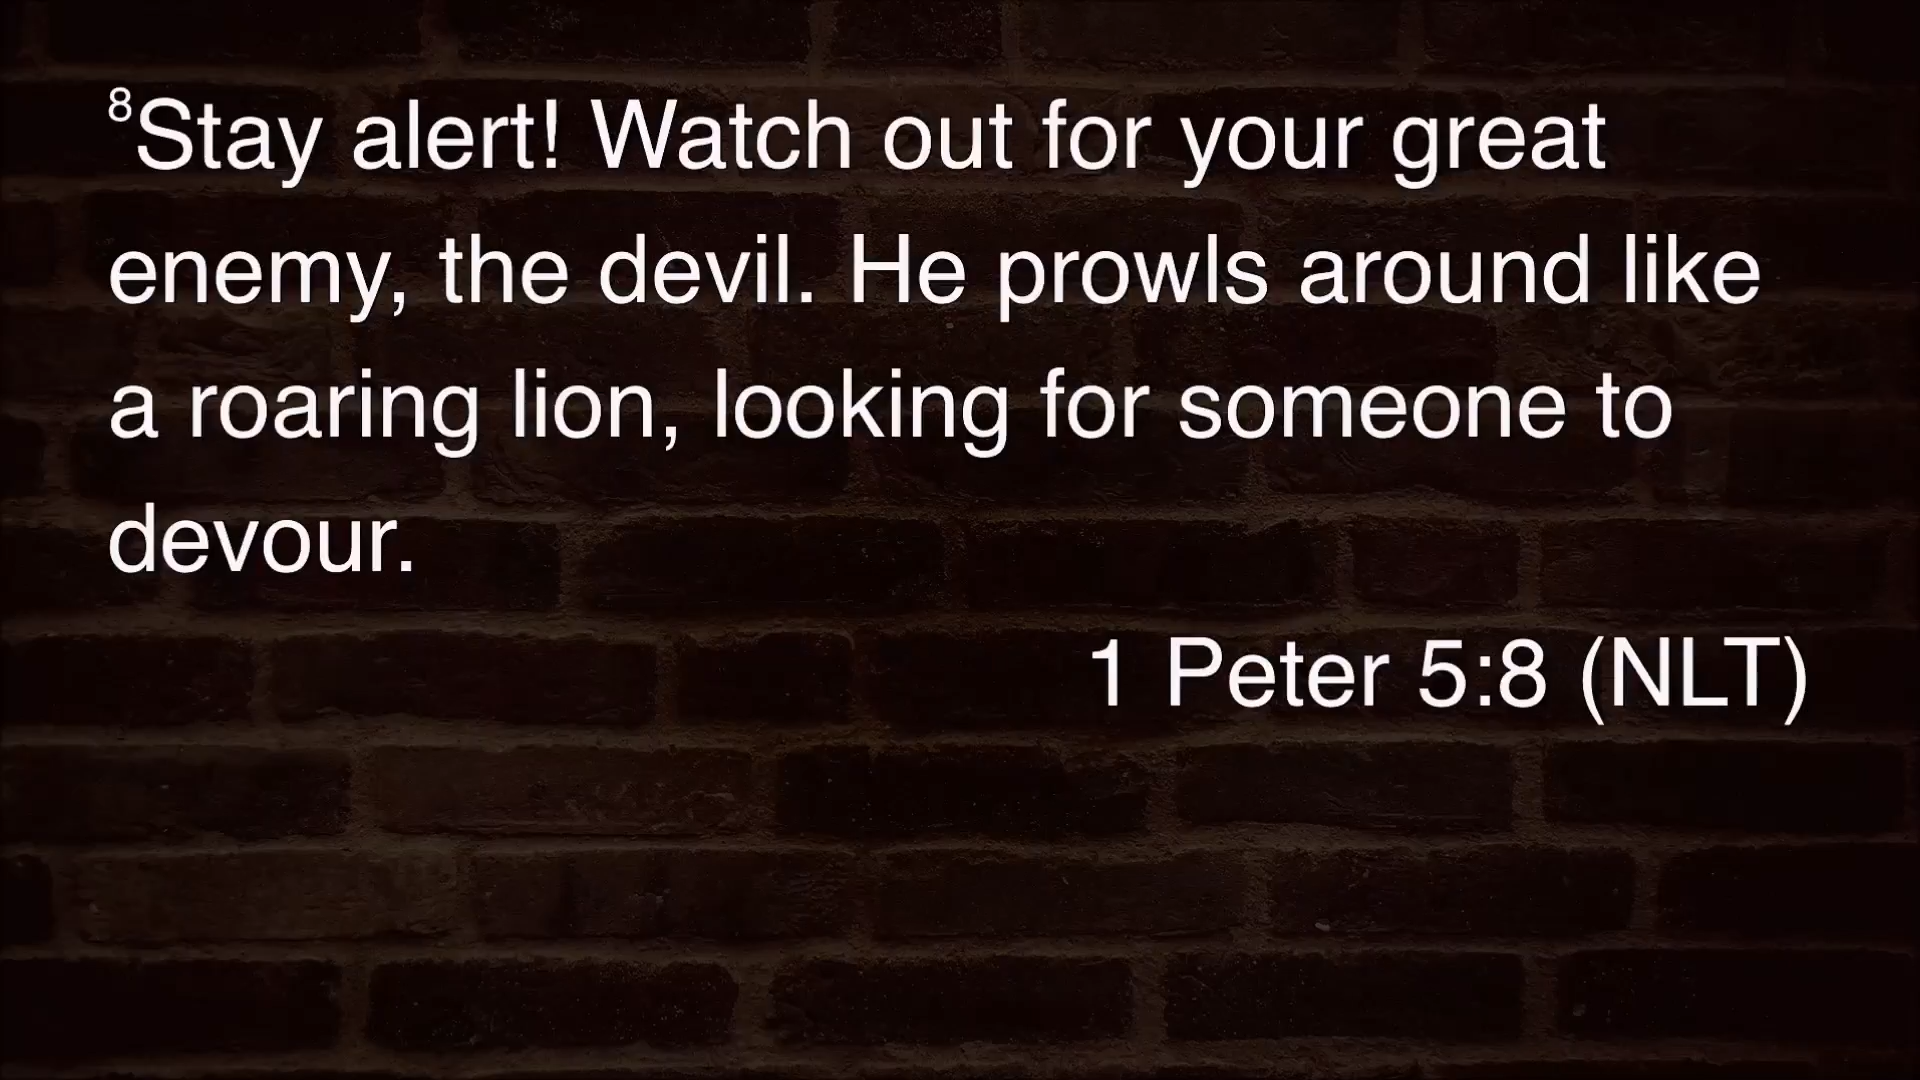 ⁸Stay alert! Watch out for your great
enemy, the devil. He prowls around like
a roaring lion, looking for someone to
devour.
1 Peter 5:8 (NLT)